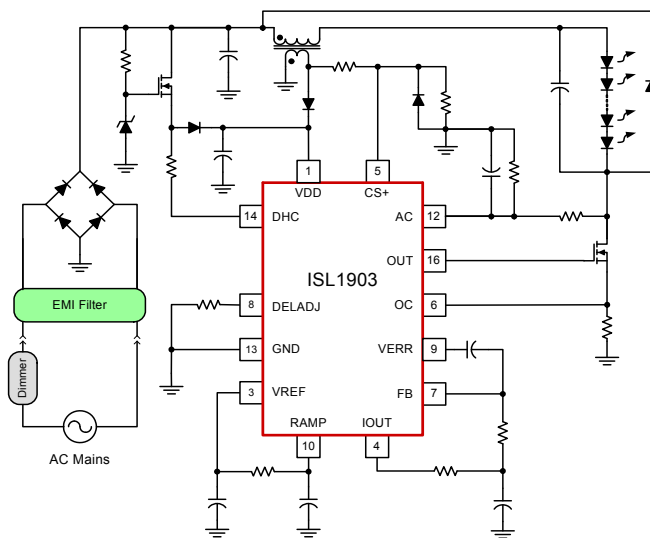 1
5
VDD
CS+
14
DHC
AC
12
OUT
16
ISL1903
EMI Filter
8
DELADJ
OC
6
13
GND
VERR
9
Dimmer
3
VREF
FB
7
RAMP
IOUT
10
4
AC Mains